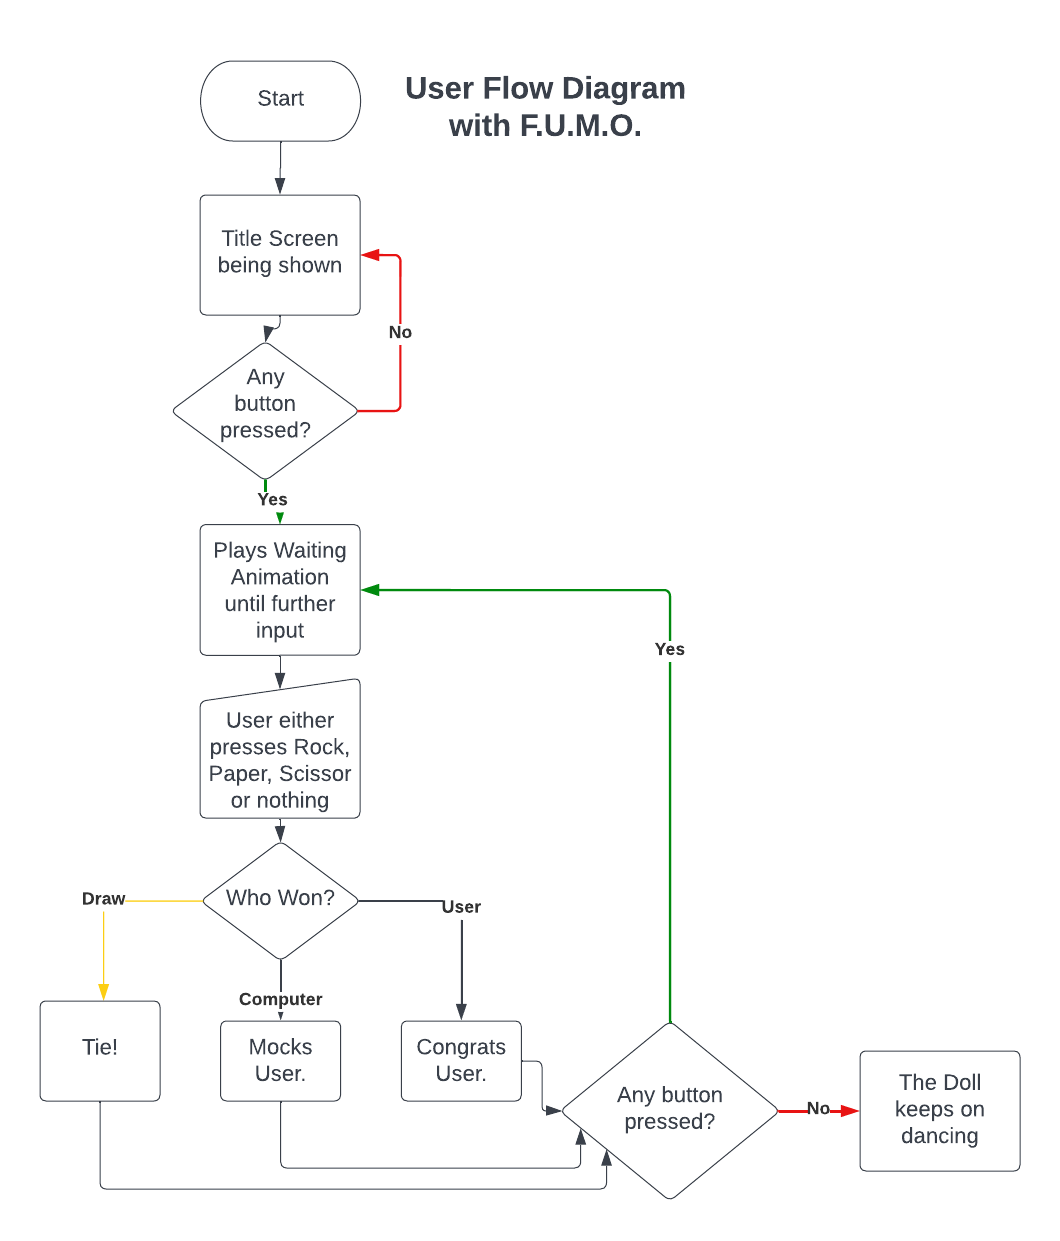 User Flow Diagram
with F.U.M.O.
Start
Title Screen
being shown
No
Any
button
pressed?
Yes
Plays Waiting
Animation
until further
input
Yes
User either
presses Rock,
Paper, Scissor
or nothing
Who Won?
Draw
User
Computer
Tie!
Mocks
User.
Congrats
User.
Any button
pressed?
No
The Doll
keeps on
dancing